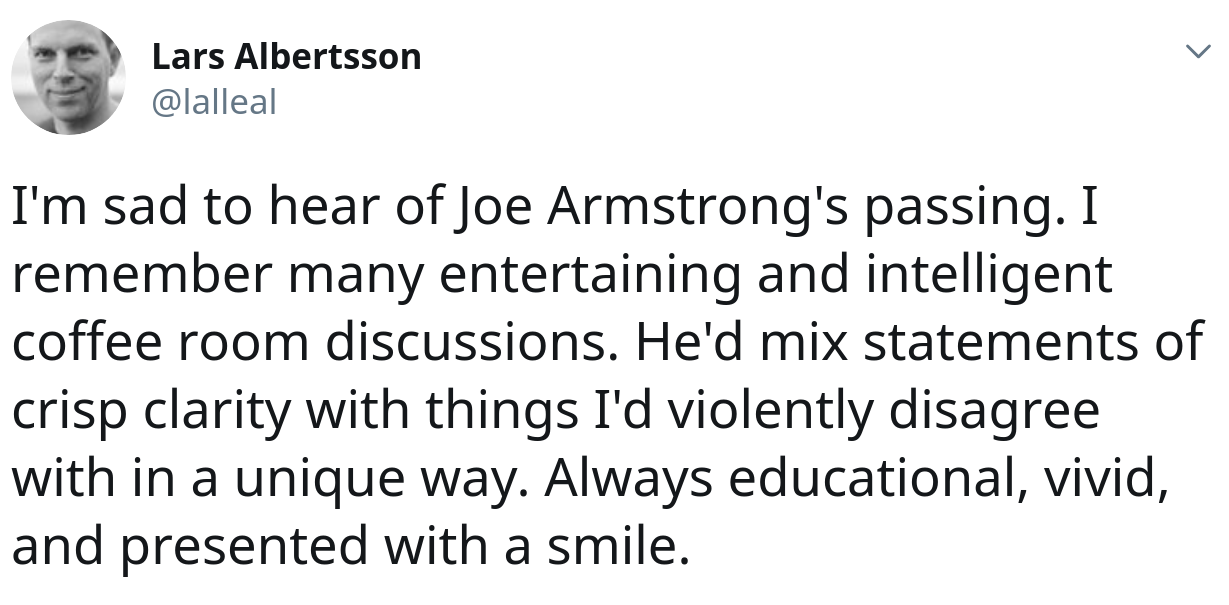 Lars Albertsson
@lalleal
I'm sad to hear of Joe Armstrong's passing. I
remember many entertaining and intelligent
coffee room discussions. He'd mix statements of
crisp clarity with things I'd violently disagree
with in a unique way. Always educational, vivid,
and presented with a smile.